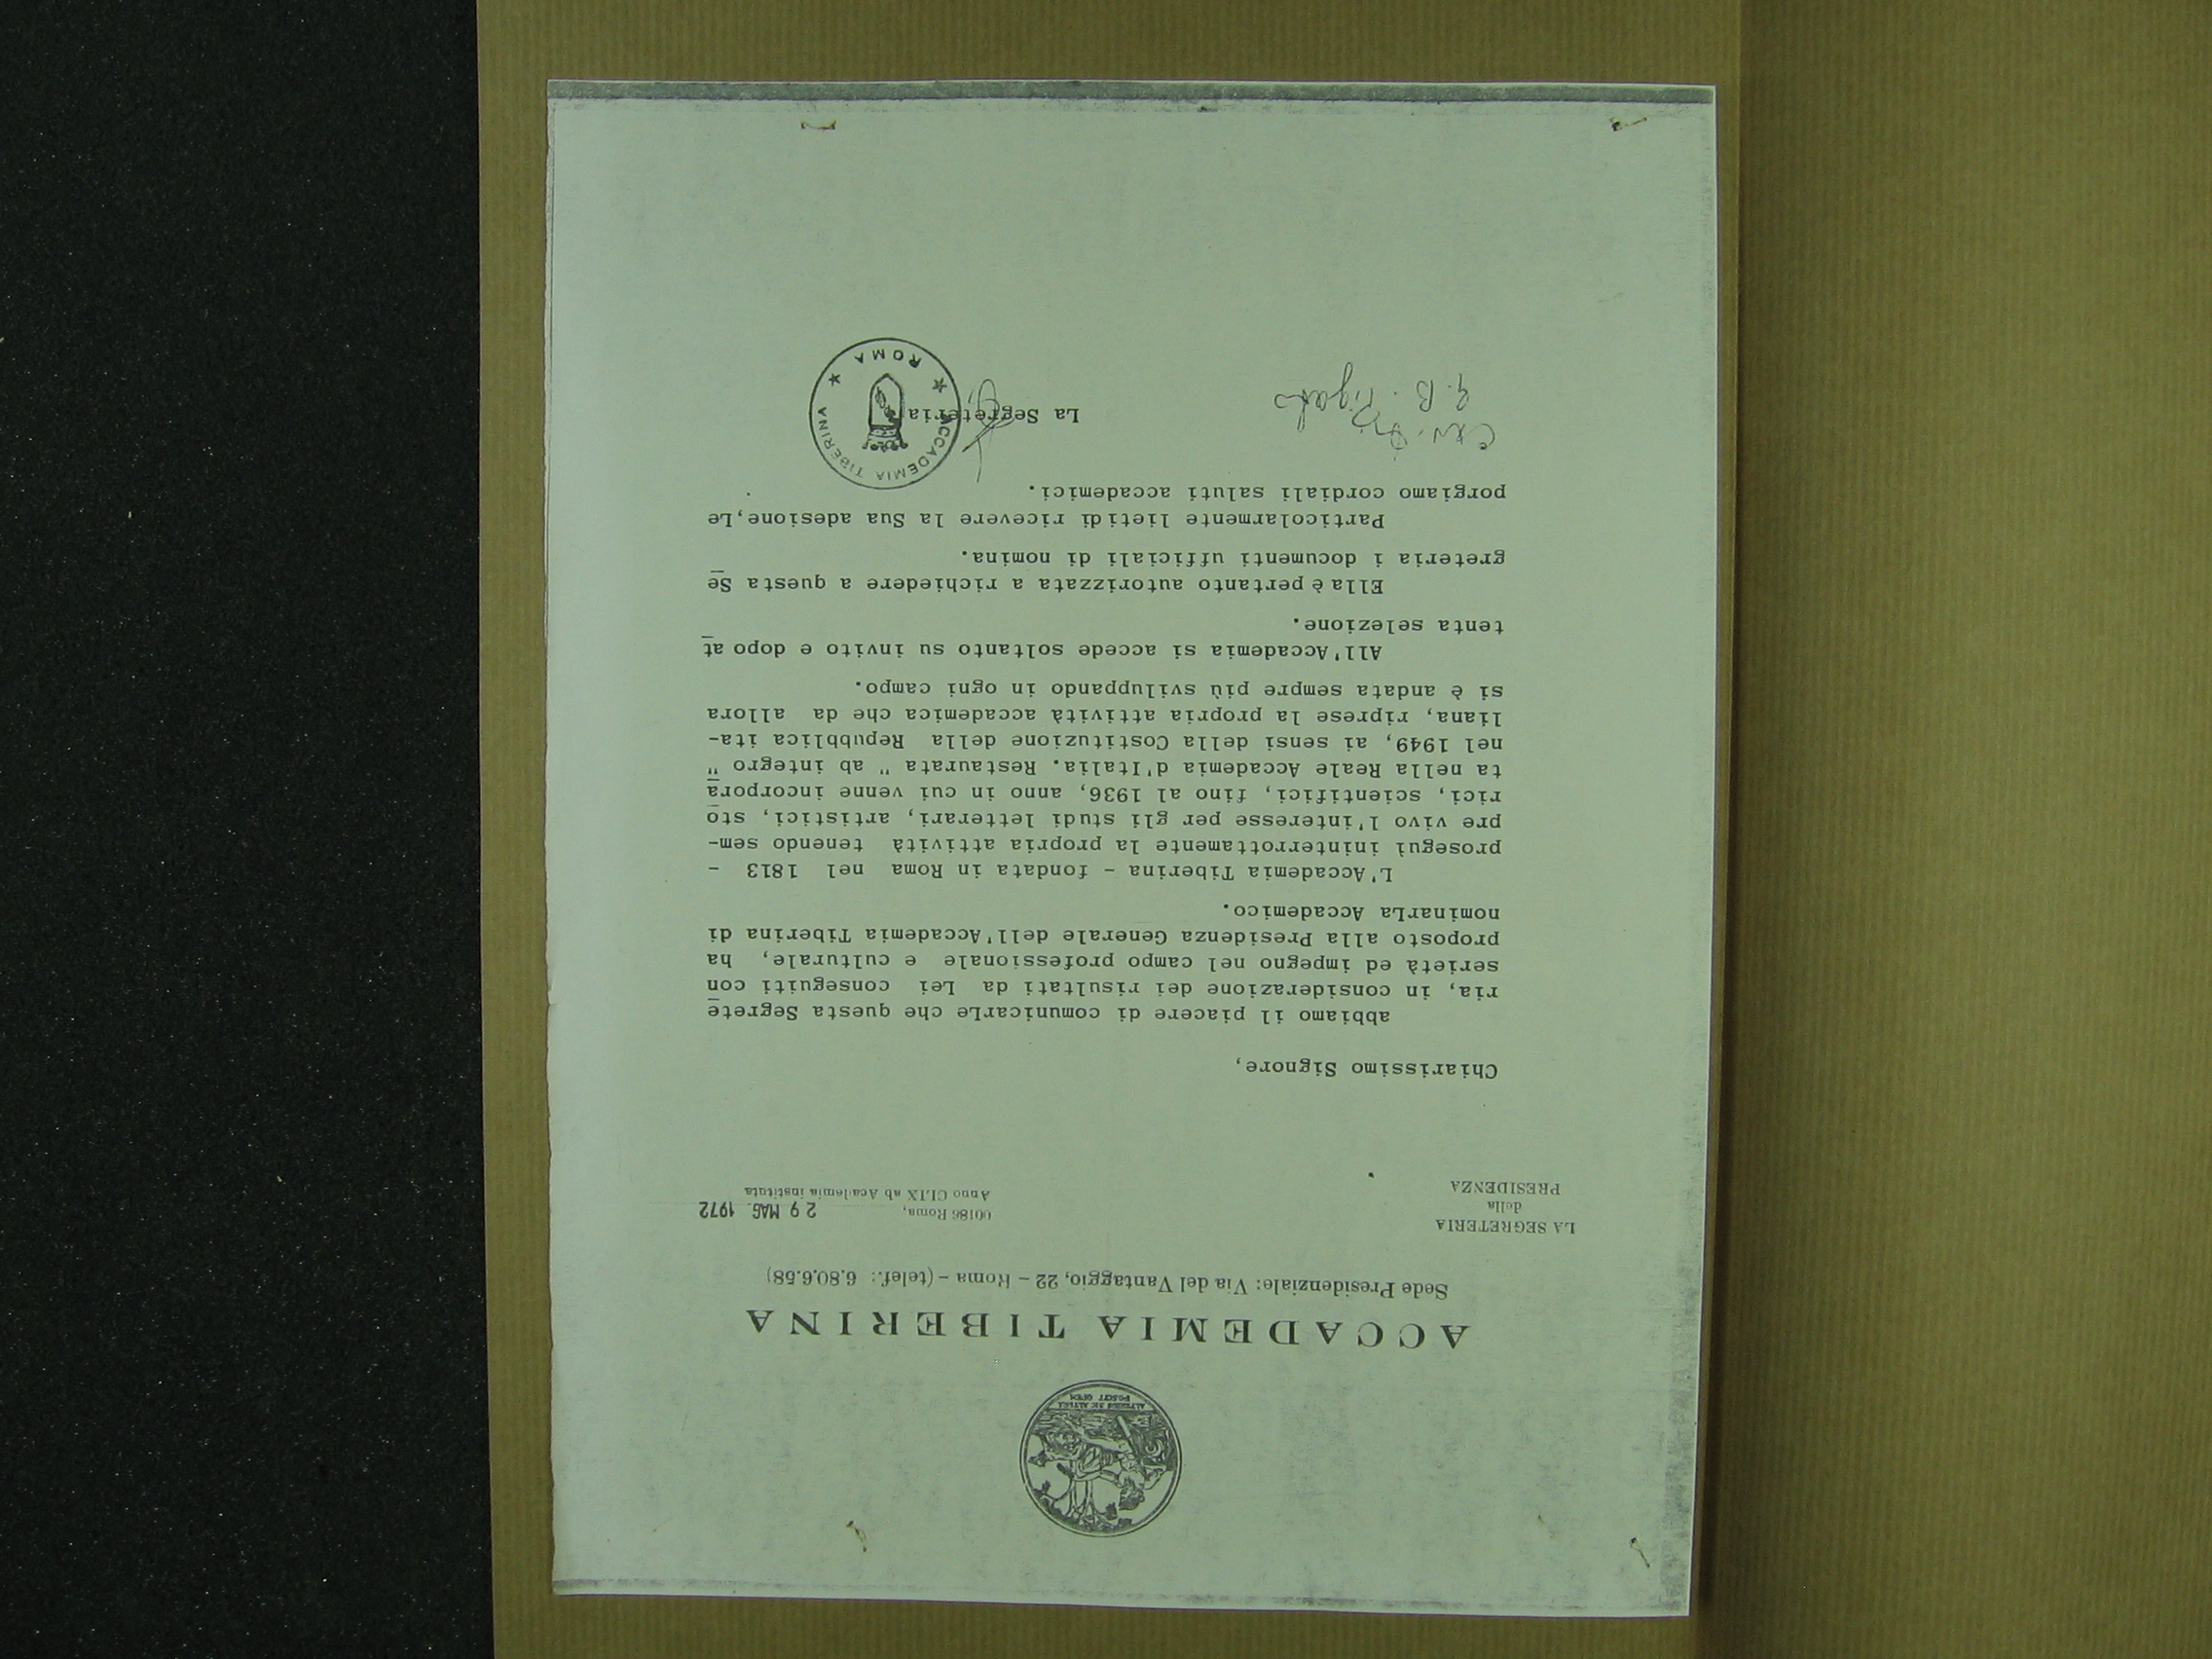 ALTERIUS SIC ALTERA
POSCIT OPEM
ACCADEMIA TIBERINA
Sede Presidenziale: Via del Vantaggio, 22 – Roma – (telef.: 6.80.6.58)
LA SEGRETERIA
della
PRESIDENZA
00186 Roma, 29 MAG. 1972
Anno CLIX ab Academia instituta
Chiarissimo Signore,
abbiamo il piacere di comunicarLe che questa Segrete
ria, in considerazione dei risultati da Lei conseguiti con
serietà ed impegno nel campo professionale e culturale, ha
proposto alla Presidenza Generale dell'Accademia Tiberina di
nominarLa Accademico.
L'Accademia Tiberina - fondata in Roma nel 1813 -
proseguì ininterrottamente la propria attività tenendo sem-
pre vivo l'interesse per gli studi letterari, artistici, sto
rici, scientifici, fino al 1936, anno in cui venne incorpora
ta nella Reale Accademia d'Italia. Restaurata " ab integro "
nel 1949, ai sensi della Costituzione della Repubblica ita-
liana, riprese la propria attività accademica che da allora
si è andata sempre più sviluppando in ogni campo.
All'Accademia si accede soltanto su invito e dopo at
tenta selezione.
Ella è pertanto autorizzata a richiedere a questa Se
greteria i documenti ufficiali di nomina.
Particolarmente lieti di ricevere la Sua adesione,Le
porgiamo cordiali saluti accademici.
La Segreteria
G. B.
ACCADEMIA TIBERINA
★ ROMA ★